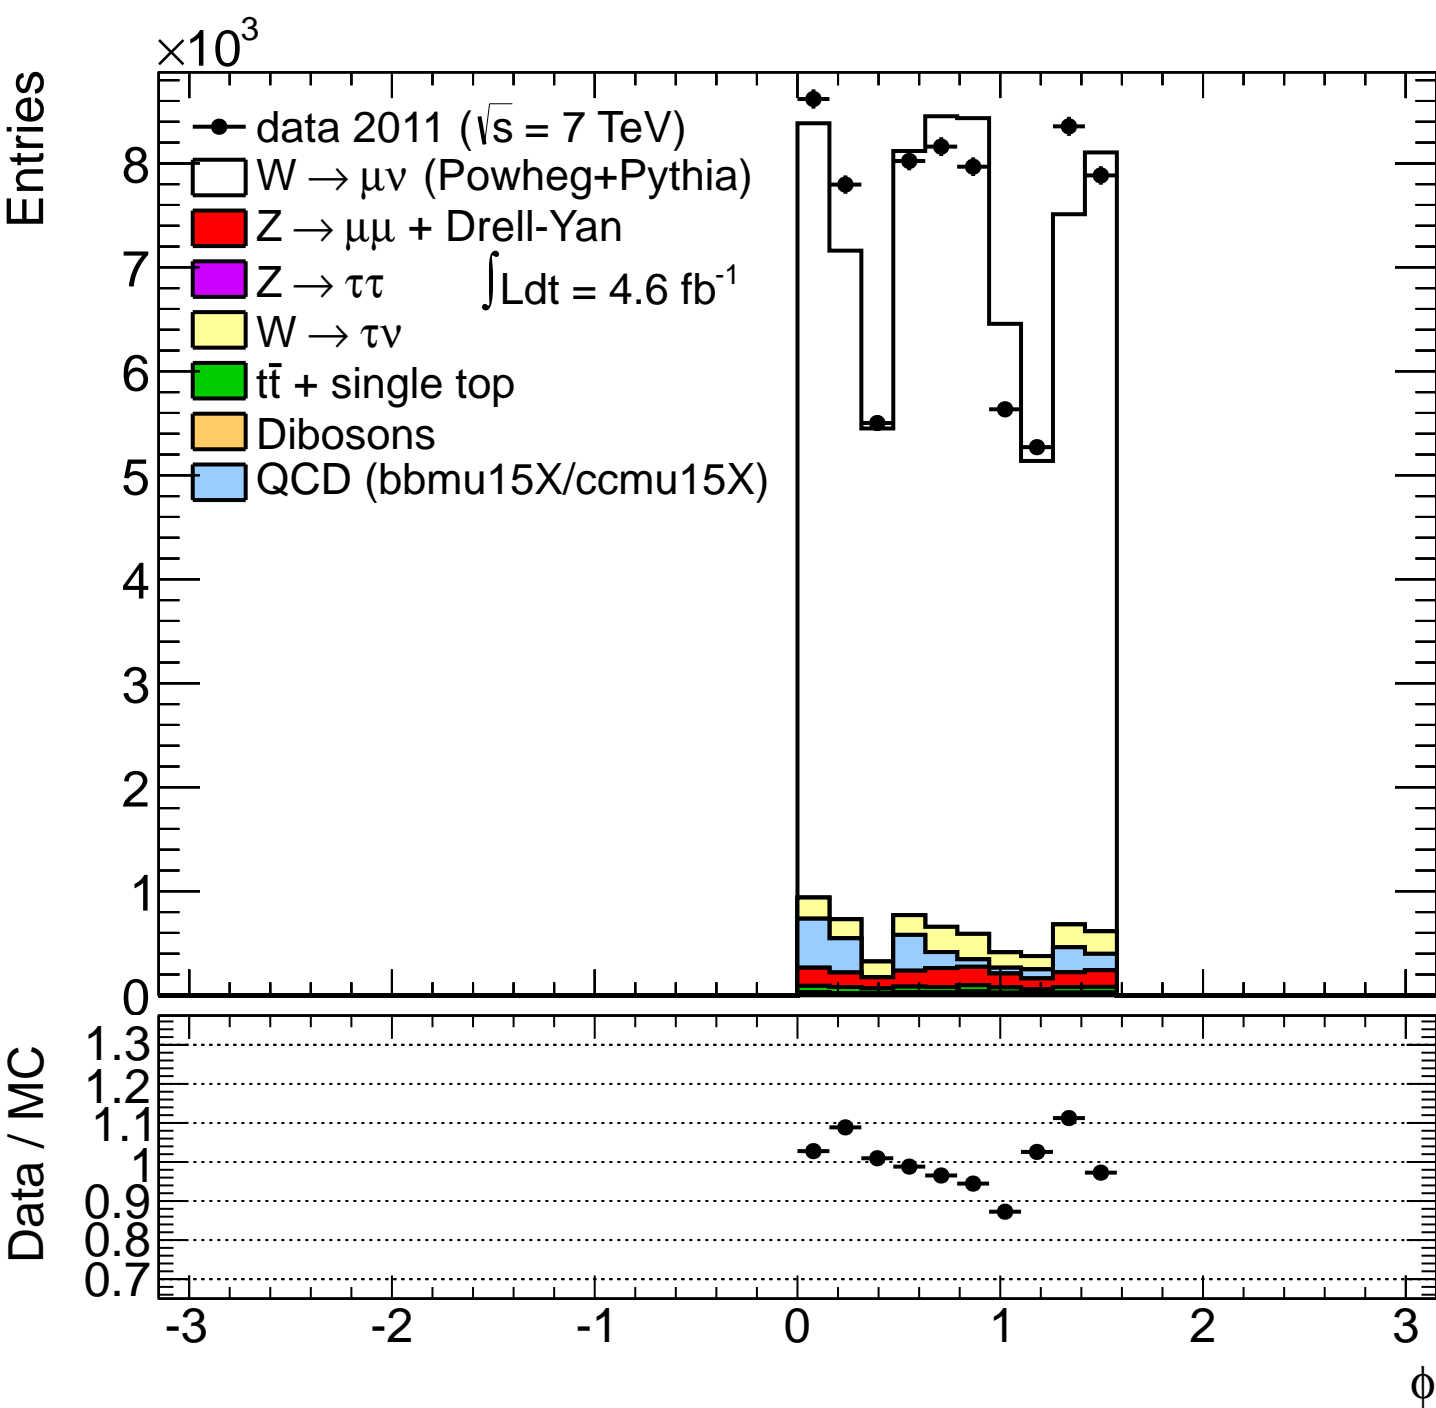 ×10³
Entries
data 2011 (√s = 7 TeV)
W → μν (Powheg+Pythia)
Z → μμ + Drell-Yan
Z → ττ
∫Ldt = 4.6 fb⁻¹
W → τν
tt̄ + single top
Dibosons
QCD (bbmu15X/ccmu15X)
8
7
6
5
4
3
2
1
0
Data / MC
1.3
1.2
1.1
1
0.9
0.8
0.7
-3 -2 -1 0 1 2 3
ϕ